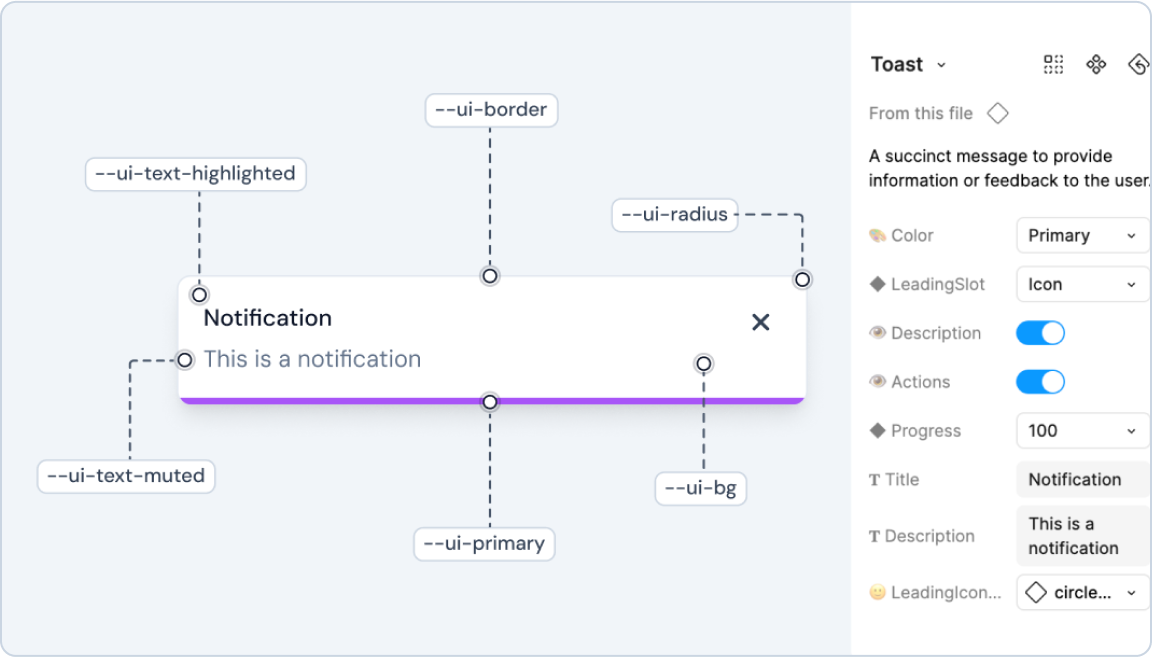 --ui-border
--ui-text-highlighted
--ui-radius
Notification
This is a notification
--ui-text-muted
--ui-bg
--ui-primary
Toast
From this file
A succinct message to provide
information or feedback to the user.
Color
Primary
LeadingSlot
Icon
Description
Actions
Progress
100
T Title
Notification
T Description
This is a
notification
LeadingIcon...
circle...